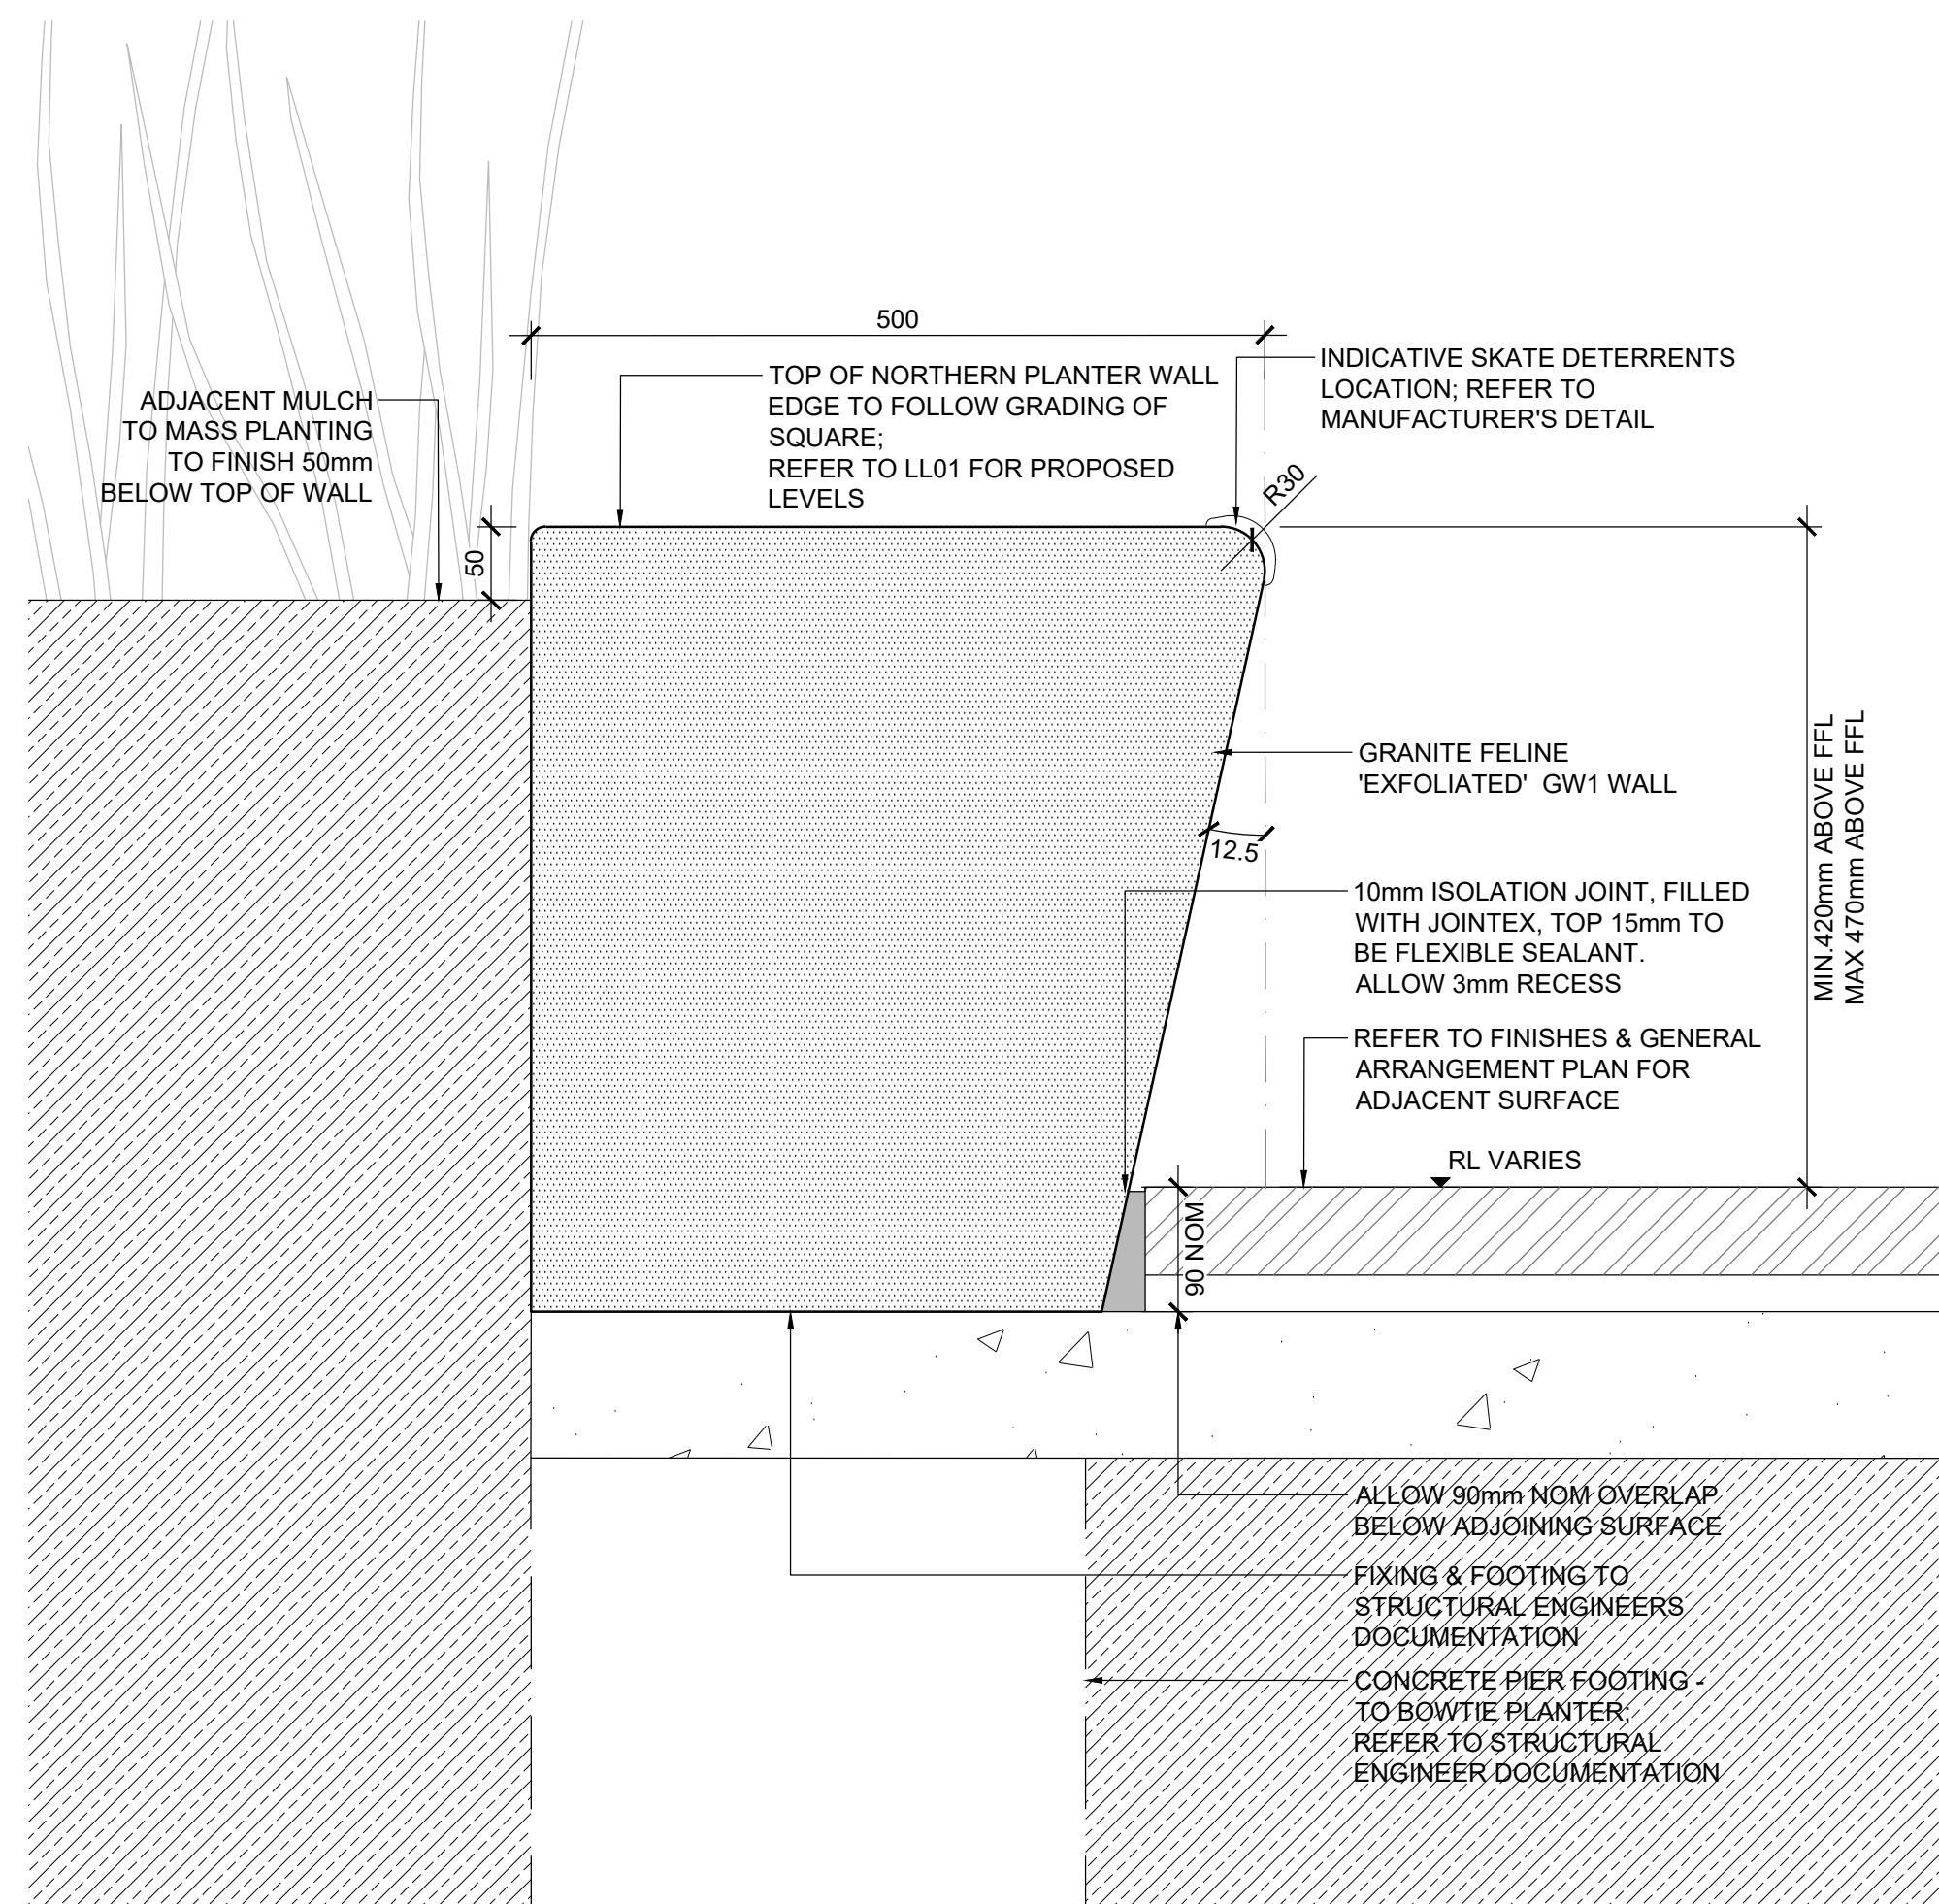 500
ADJACENT MULCH
TO MASS PLANTING
TO FINISH 50mm
BELOW TOP OF WALL
TOP OF NORTHERN PLANTER WALL
EDGE TO FOLLOW GRADING OF
SQUARE;
REFER TO LL01 FOR PROPOSED
LEVELS
INDICATIVE SKATE DETERRENTS
LOCATION; REFER TO
MANUFACTURER'S DETAIL
R30
50
GRANITE FELINE
'EXFOLIATED' GW1 WALL
MIN.420mm ABOVE FFL
MAX 470mm ABOVE FFL
12.5
10mm ISOLATION JOINT, FILLED
WITH JOINTEX, TOP 15mm TO
BE FLEXIBLE SEALANT.
ALLOW 3mm RECESS
REFER TO FINISHES & GENERAL
ARRANGEMENT PLAN FOR
ADJACENT SURFACE
RL VARIES
90 NOM
ALLOW 90mm NOM OVERLAP
BELOW ADJOINING SURFACE
FIXING & FOOTING TO
STRUCTURAL ENGINEERS
DOCUMENTATION
CONCRETE PIER FOOTING -
TO BOWTIE PLANTER;
REFER TO STRUCTURAL
ENGINEER DOCUMENTATION